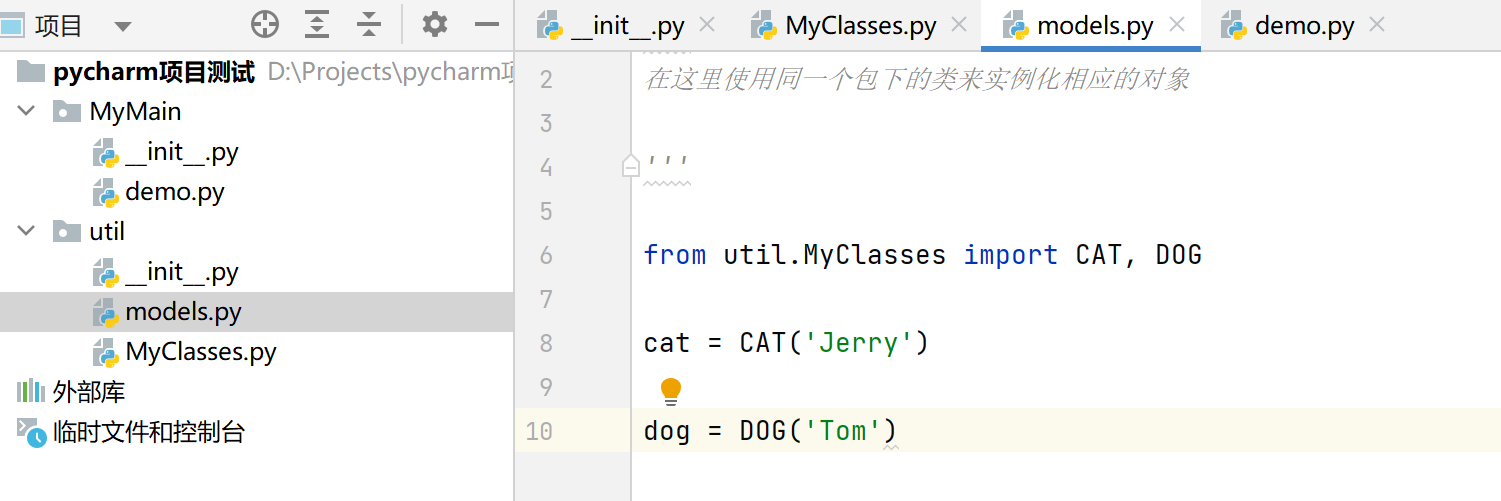 项目
__init__.py
MyClasses.py
models.py
demo.py
pycharm项目测试 D:\Projects\pycharm项
MyMain
__init__.py
demo.py
util
__init__.py
models.py
MyClasses.py
外部库
临时文件和控制台
2 在这里使用同一个包下的类来实例化相应的对象
3
4 '''
5
6 from util.MyClasses import CAT, DOG
7
8 cat = CAT('Jerry')
9
10 dog = DOG('Tom')